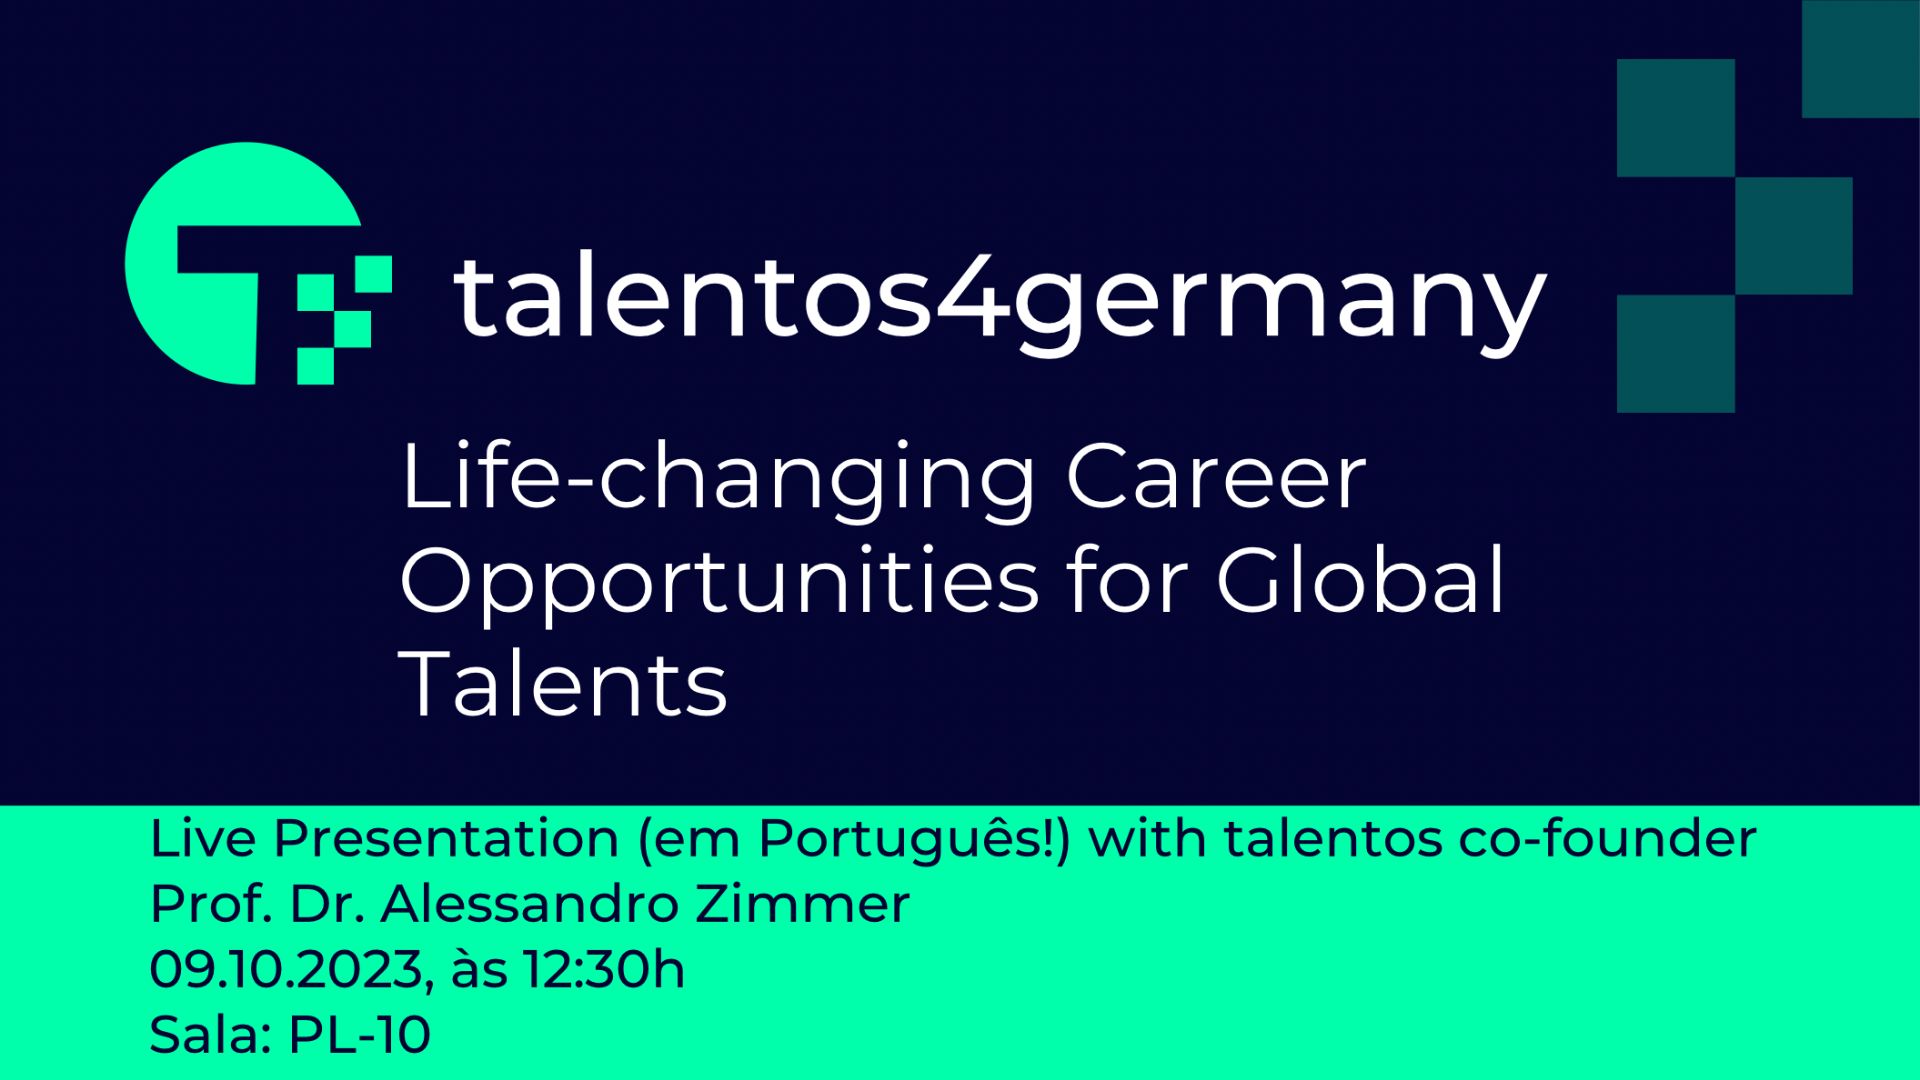 talentos4germany
Life-changing Career
Opportunities for Global
Talents
Live Presentation (em Português!) with talentos co-founder
Prof. Dr. Alessandro Zimmer
09.10.2023, às 12:30h
Sala: PL-10